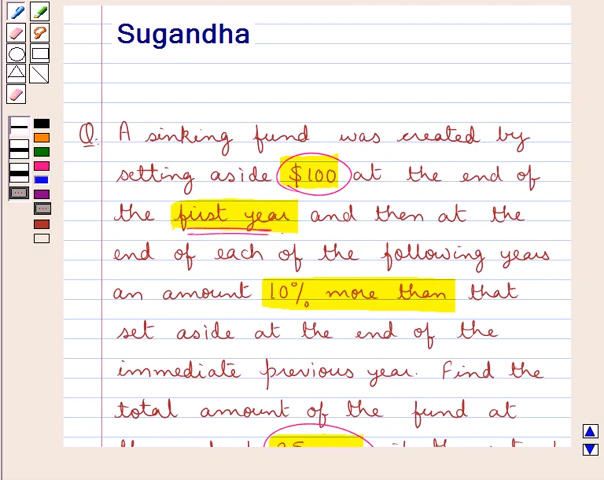 Sugandha
Q. A sinking fund was created by
setting aside $100 at the end of
the first year and then at the
end of each of the following years
an amount 10% more than that
set aside at the end of the
immediate previous year. Find the
total amount of the fund at